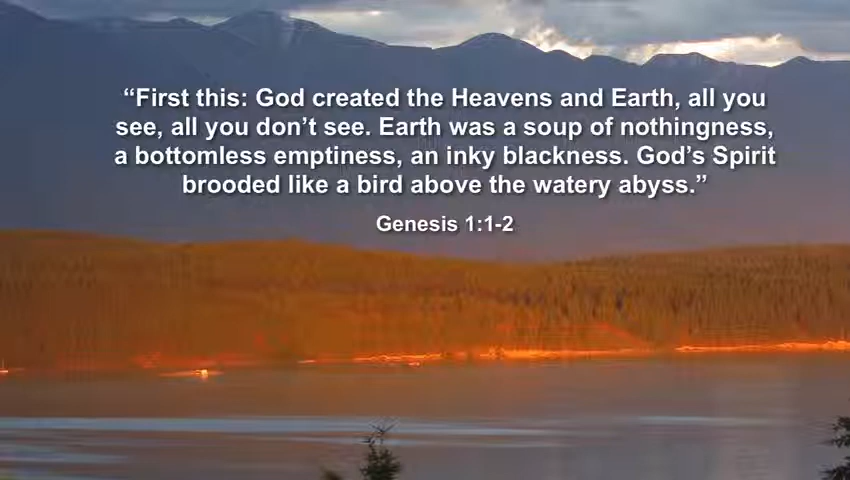 “First this: God created the Heavens and Earth, all you
see, all you don’t see. Earth was a soup of nothingness,
a bottomless emptiness, an inky blackness. God’s Spirit
brooded like a bird above the watery abyss.”
Genesis 1:1-2